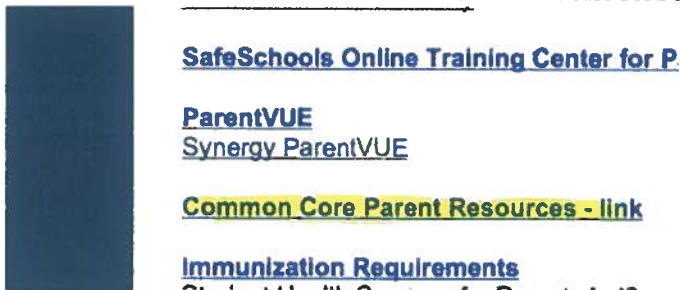 SafeSchools Online Training Center for P
ParentVUE
Synergy ParentVUE
Common Core Parent Resources - link
Immunization Requirements